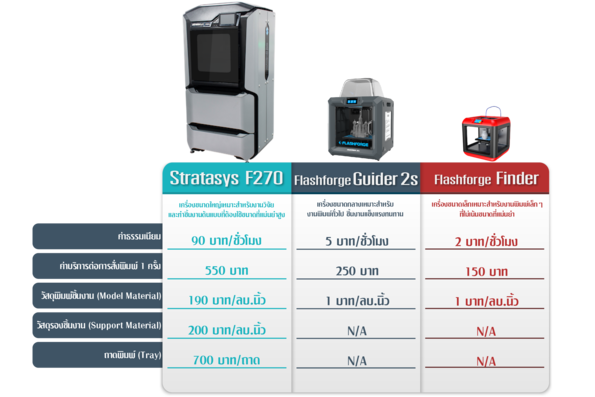 FLASHFORGE
Stratasys F270
Flashforge Guider 2s
Flashforge Finder
เครื่องขนาดใหญ่เหมาะสำหรับงานวิจัย
และทำชิ้นงานต้นแบบที่ต้องใช้ขนาดที่แม่นยำสูง
เครื่องขนาดกลางเหมาะสำหรับ
งานพิมพ์ทั่วไป ชิ้นงานแข็งแรงทนทาน
เครื่องขนาดเล็กเหมาะสำหรับงานพิมพ์เล็ก ๆ
ที่ไม่เน้นขนาดที่แม่นยำ
ค่าธรรมเนียม 90 บาท/ชั่วโมง 5 บาท/ชั่วโมง 2 บาท/ชั่วโมง
ค่าบริการต่อการสั่งพิมพ์ 1 ครั้ง 550 บาท 250 บาท 150 บาท
วัสดุพิมพ์ชิ้นงาน (Model Material) 190 บาท/ลบ.นิ้ว 1 บาท/ลบ.นิ้ว 1 บาท/ลบ.นิ้ว
วัสดุรองชิ้นงาน (Support Material) 200 บาท/ลบ.นิ้ว N/A N/A
ถาดพิมพ์ (Tray) 700 บาท/ถาด N/A N/A